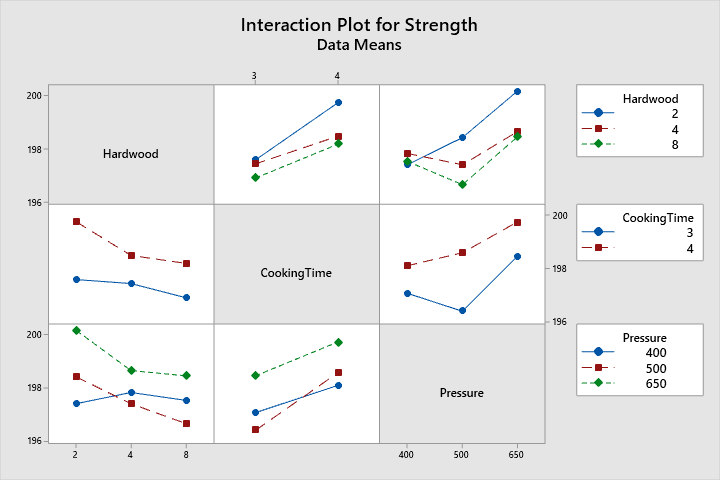 Interaction Plot for Strength
Data Means
3 4
200
198
196
Hardwood
Hardwood
2
4
8
CookingTime
200
198
196
CookingTime
3
4
200
198
196
Pressure
Pressure
400
500
650
2 4 8
400 500 650